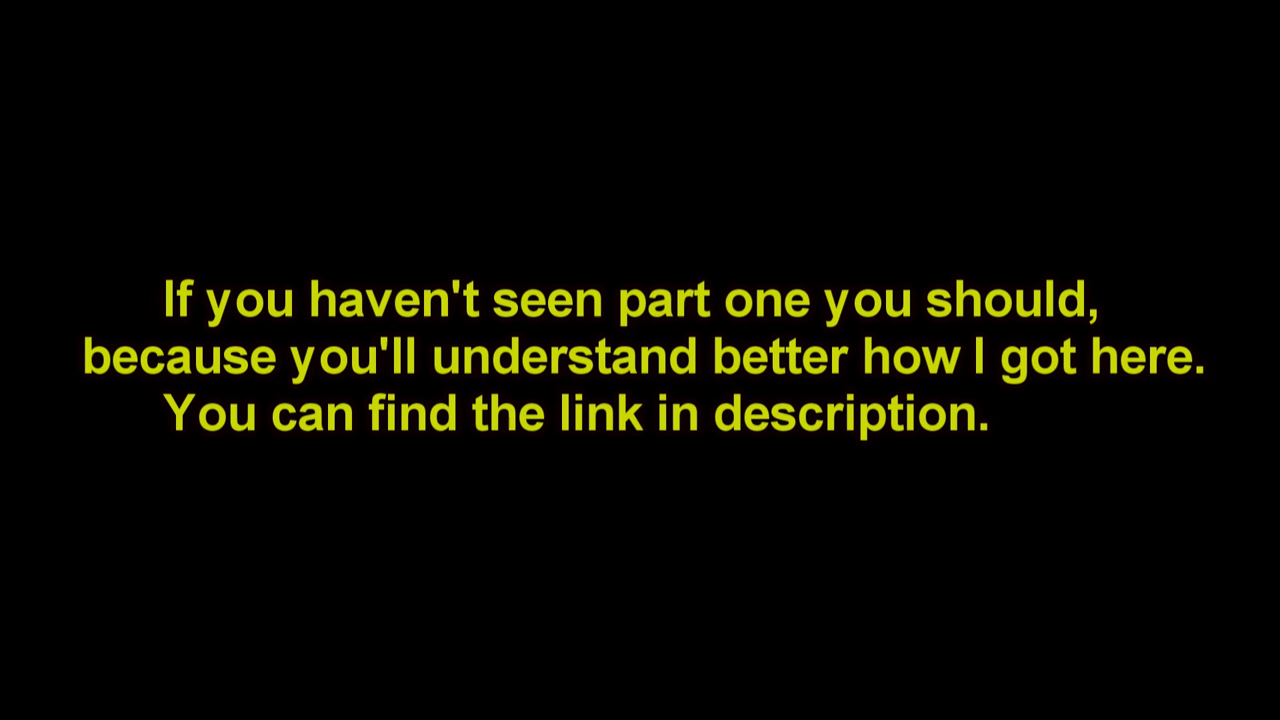 If you haven't seen part one you should,
because you'll understand better how I got here.
You can find the link in description.